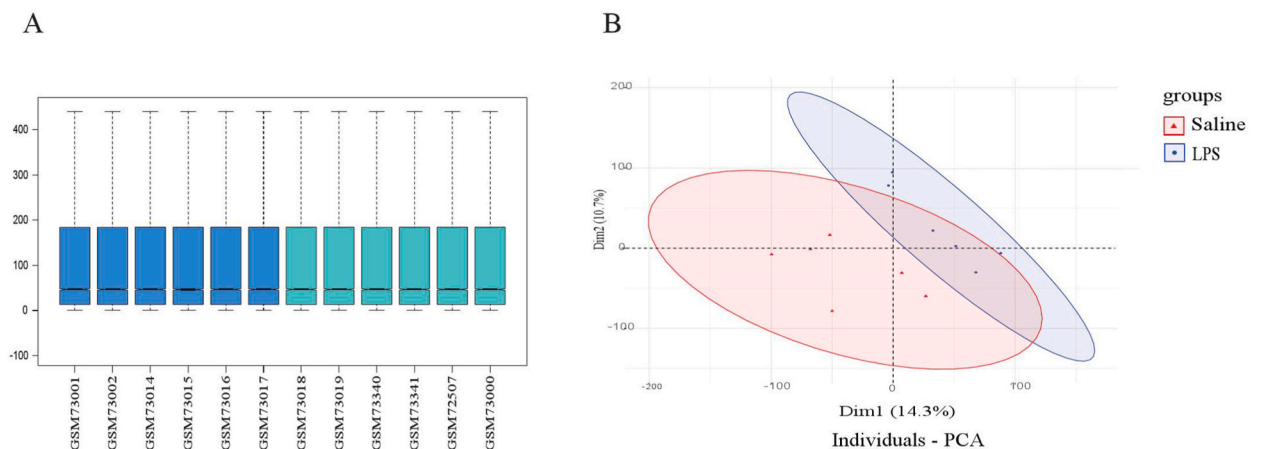 A
B
400
300
200
100
0
-100
GSM73001
GSM73002
GSM73014
GSM73015
GSM73016
GSM73017
GSM73018
GSM73019
GSM73340
GSM73341
GSM72507
GSM73000
200
100
0
-100
Dim2 (10.7%)
-200
-100
0
100
Dim1 (14.3%)
Individuals - PCA
groups
Saline
LPS